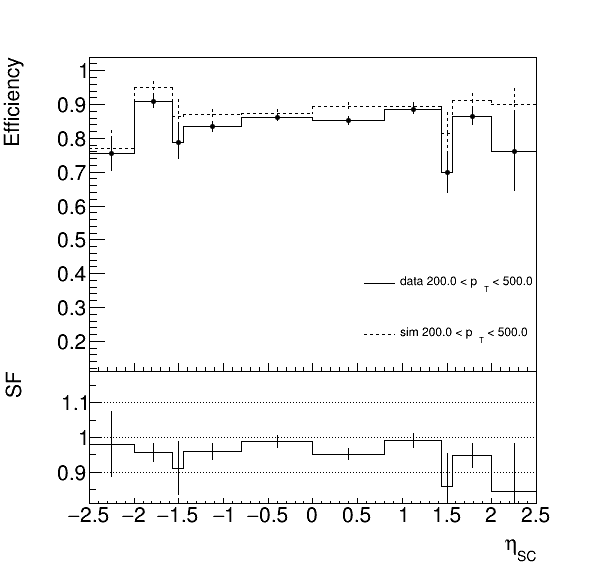 Efficiency
1
0.9
0.8
0.7
0.6
0.5
0.4
0.3
0.2
data 200.0 < p T < 500.0
sim 200.0 < p T < 500.0
SF
1.1
1
0.9
−2.5 −2 −1.5 −1 −0.5 0 0.5 1 1.5 2 2.5
ηSC